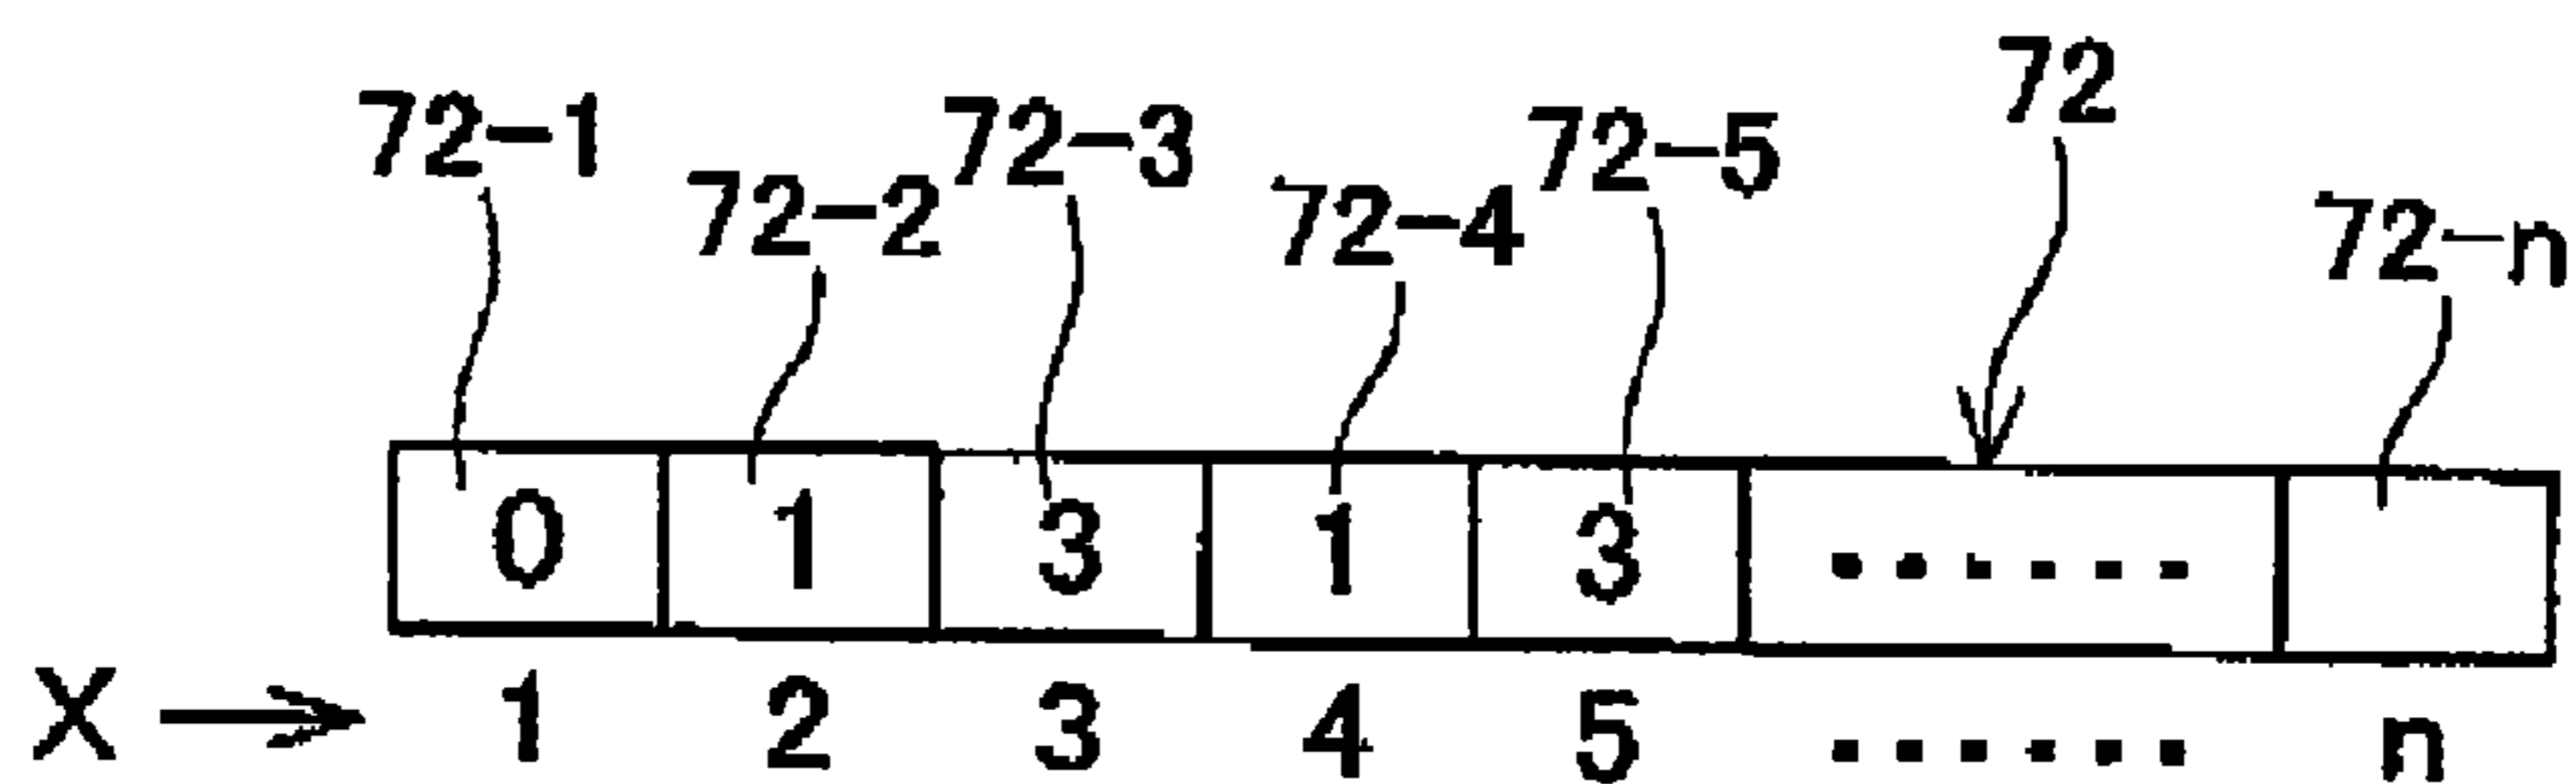 72-1 72-2 72-3 72-4 72-5 72 72-n
0 1 3 1 3 ......
X → 1 2 3 4 5 ...... n